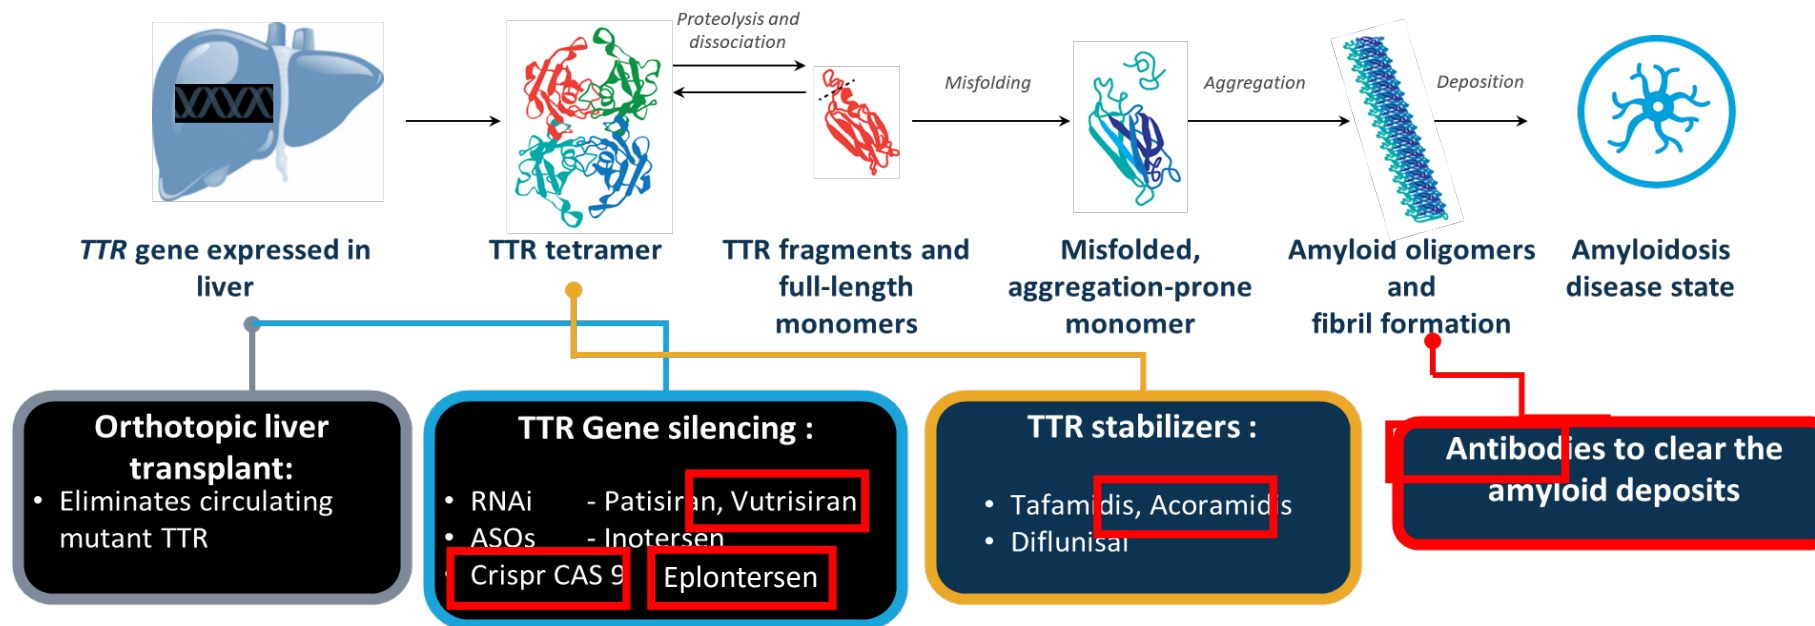 Proteolysis and
dissociation
Misfolding
Aggregation
Deposition
TTR gene expressed in
liver
TTR tetramer
TTR fragments and
full-length
monomers
Misfolded,
aggregation-prone
monomer
Amyloid oligomers
and
fibril formation
Amyloidosis
disease state
Orthotopic liver
transplant:
• Eliminates circulating
mutant TTR
TTR Gene silencing :
• RNAi - Patisiran, Vutrisiran
• ASOs - Inotersen
• Crispr CAS 9 Eplontersen
TTR stabilizers :
• Tafamidis, Acoramidis
• Diflunisal
Antibodies to clear the
amyloid deposits